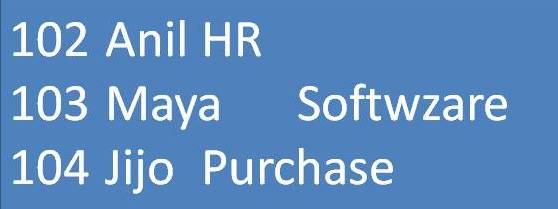 102 Anil HR
103 Maya Softwzare
104 Jijo Purchase